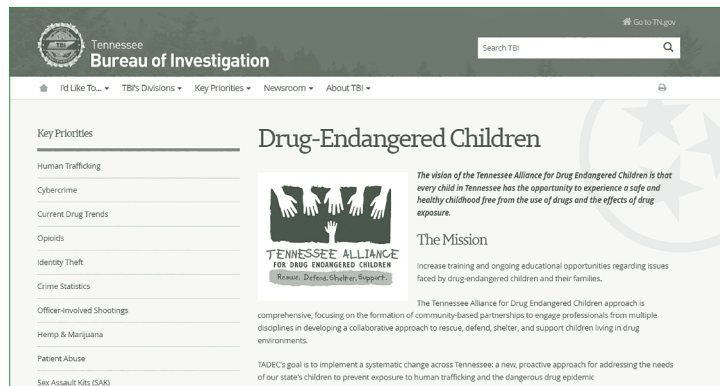 Go to TN.gov
TBI
Tennessee
Bureau of Investigation
Search TBI
I'd Like To...
TBI's Divisions
Key Priorities
Newsroom
About TBI
Key Priorities
Human Trafficking
Cybercrime
Current Drug Trends
Opioids
Identity Theft
Crime Statistics
Officer-Involved Shootings
Hemp & Marijuana
Patient Abuse
Sex Assault Kits (SAK)
Drug-Endangered Children
TENNESSEE ALLIANCE
FOR DRUG ENDANGERED CHILDREN
Rescue. Defend. Shelter. Support.
The vision of the Tennessee Alliance for Drug Endangered Children is that
every child in Tennessee has the opportunity to experience a safe and
healthy childhood free from the use of drugs and the effects of drug
exposure.
The Mission
Increase training and ongoing educational opportunities regarding issues
faced by drug-endangered children and their families.
The Tennessee Alliance for Drug Endangered Children approach is
comprehensive, focusing on the formation of community-based partnerships to engage professionals from multiple
disciplines in developing a collaborative approach to rescue, defend, shelter, and support children living in drug
environments.
TADEC's goal is to implement a systematic change across Tennessee: a new, proactive approach for addressing the needs
of our state's children to prevent exposure to human trafficking and the dangerous drug epidemic